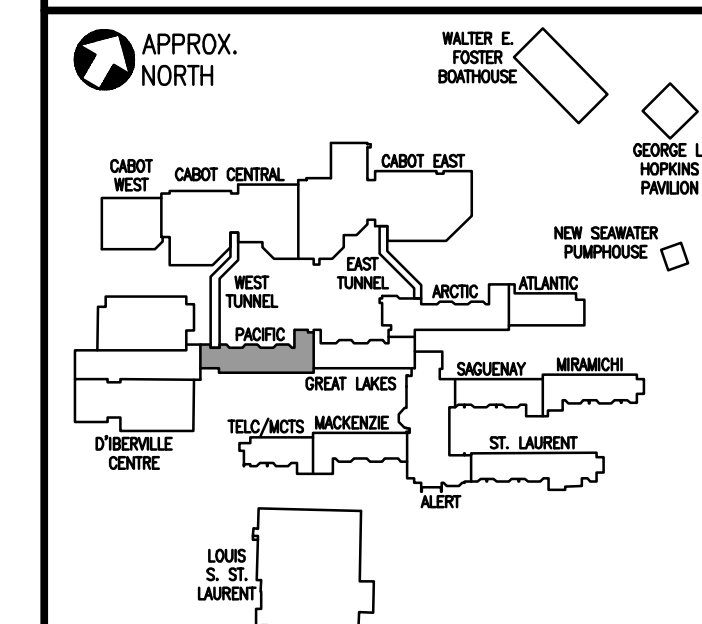 APPROX.
NORTH
WALTER E.
FOSTER
BOATHOUSE
GEORGE L
HOPKINS
PAVILION
CABOT
WEST
CABOT CENTRAL
CABOT EAST
NEW SEAWATER
PUMPHOUSE
WEST
TUNNEL
EAST
TUNNEL
ARCTIC
ATLANTIC
PACIFIC
GREAT LAKES
SAGUENAY
MIRAMICHI
D'IBERVILLE
CENTRE
TELC/MCTS
MACKENZIE
ST. LAURENT
ALERT
LOUIS
S. ST.
LAURENT